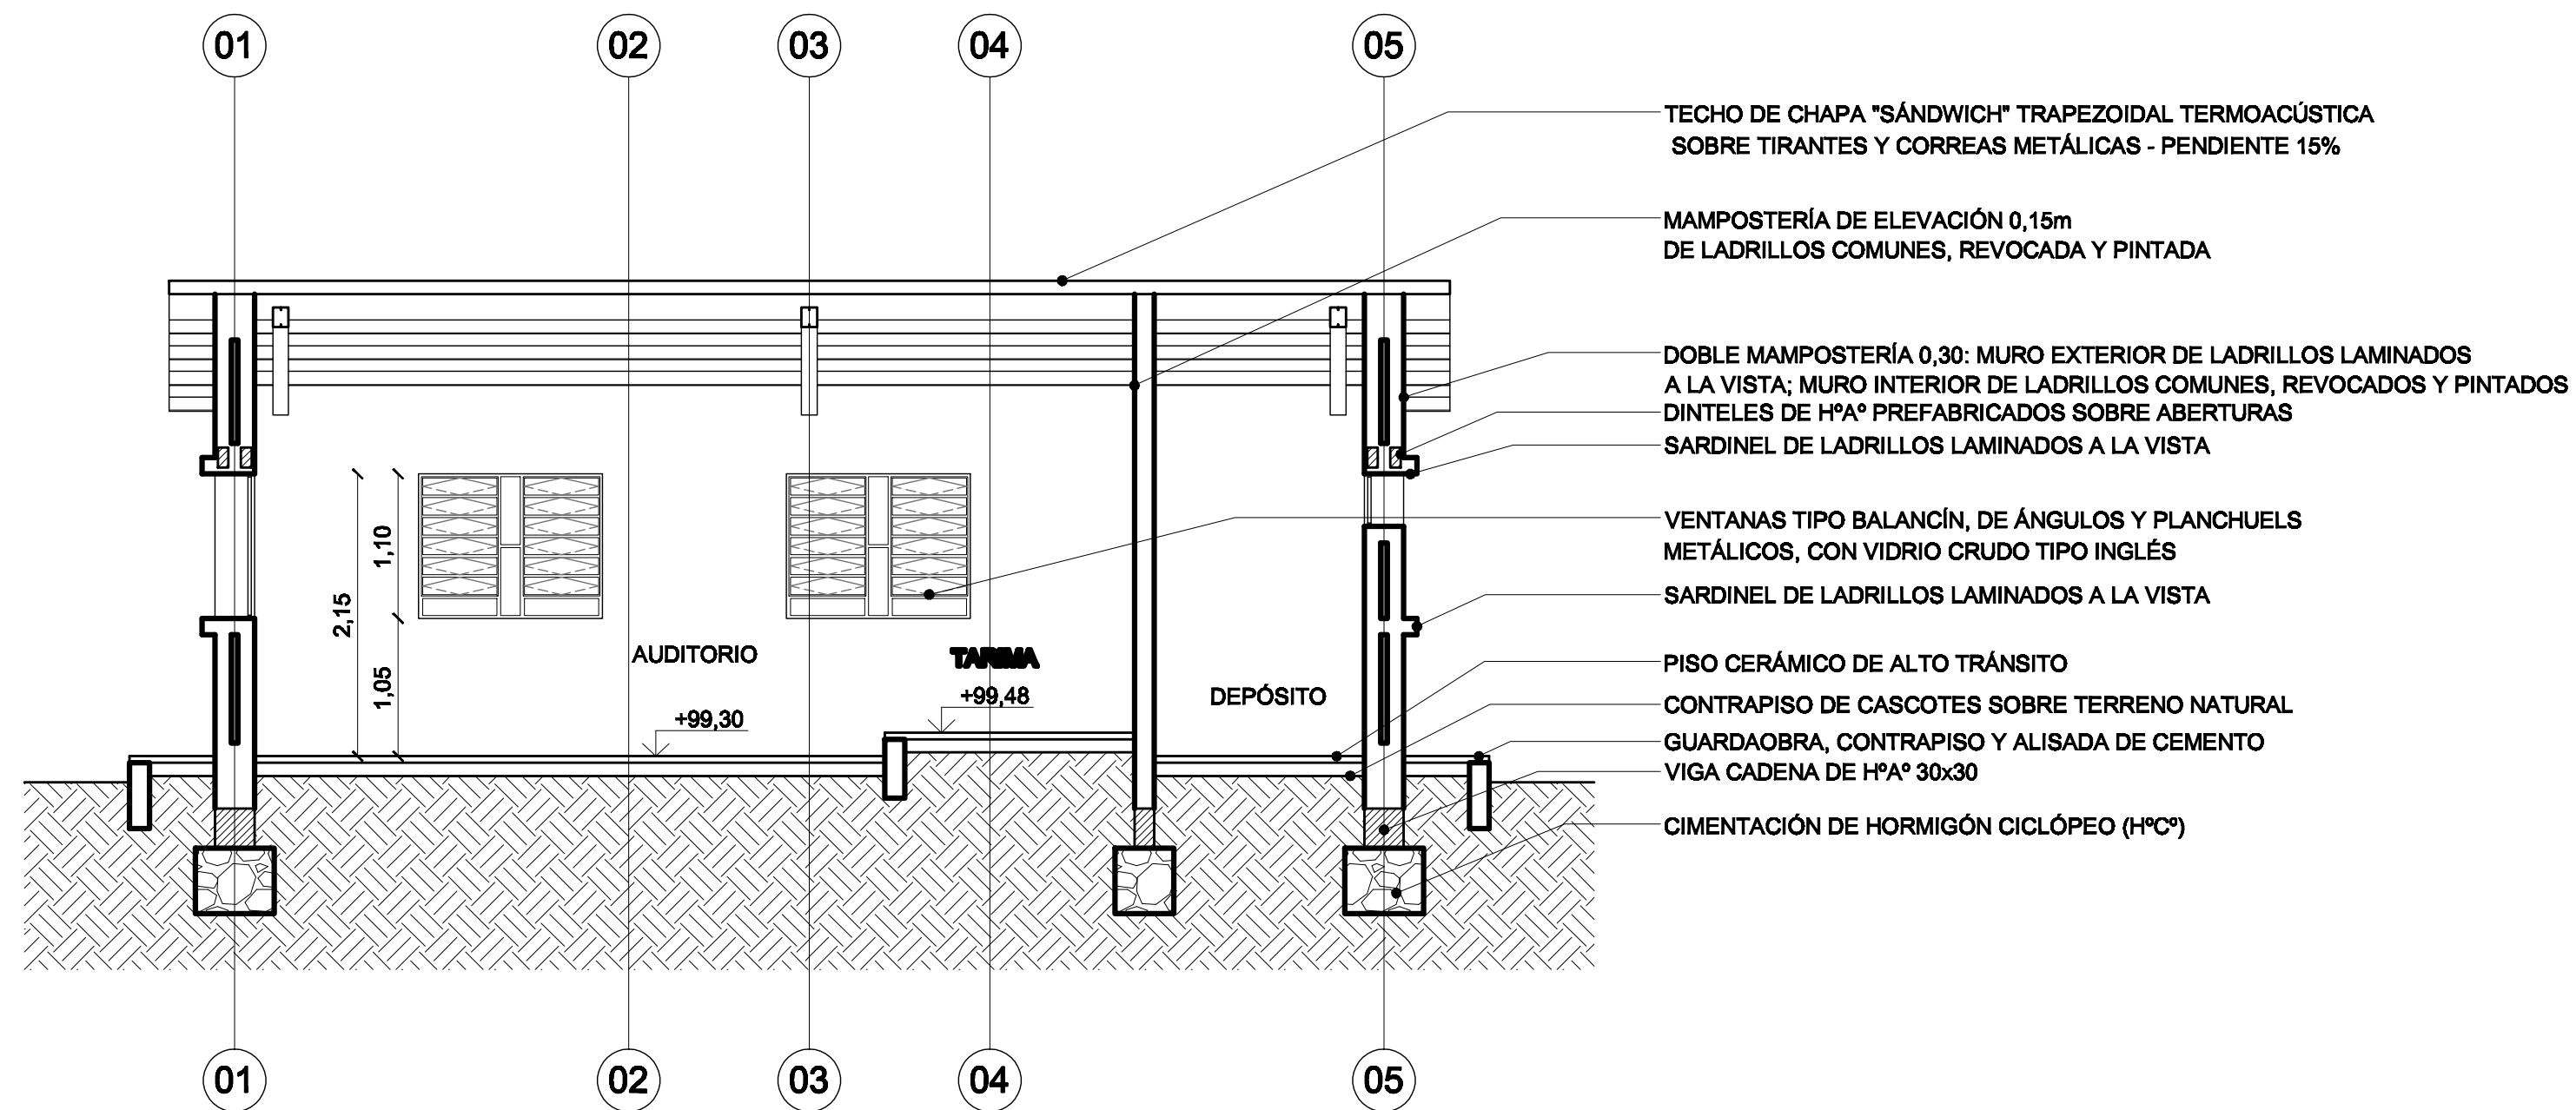 01 02 03 04 05
TECHO DE CHAPA "SÁNDWICH" TRAPEZOIDAL TERMOACÚSTICA
SOBRE TIRANTES Y CORREAS METÁLICAS - PENDIENTE 15%
MAMPOSTERÍA DE ELEVACIÓN 0,15m
DE LADRILLOS COMUNES, REVOCADA Y PINTADA
DOBLE MAMPOSTERÍA 0,30: MURO EXTERIOR DE LADRILLOS LAMINADOS
A LA VISTA; MURO INTERIOR DE LADRILLOS COMUNES, REVOCADOS Y PINTADOS
DINTELES DE HºAº PREFABRICADOS SOBRE ABERTURAS
SARDINEL DE LADRILLOS LAMINADOS A LA VISTA
VENTANAS TIPO BALANCÍN, DE ÁNGULOS Y PLANCHUELS
METÁLICOS, CON VIDRIO CRUDO TIPO INGLÉS
SARDINEL DE LADRILLOS LAMINADOS A LA VISTA
PISO CERÁMICO DE ALTO TRÁNSITO
CONTRAPISO DE CASCOTES SOBRE TERRENO NATURAL
GUARDAOBRA, CONTRAPISO Y ALISADA DE CEMENTO
VIGA CADENA DE HºAº 30x30
CIMENTACIÓN DE HORMIGÓN CICLÓPEO (HºCº)
2,15
1,10
1,05
AUDITORIO
+99,30
TARIMA
+99,48
DEPÓSITO
01 02 03 04 05